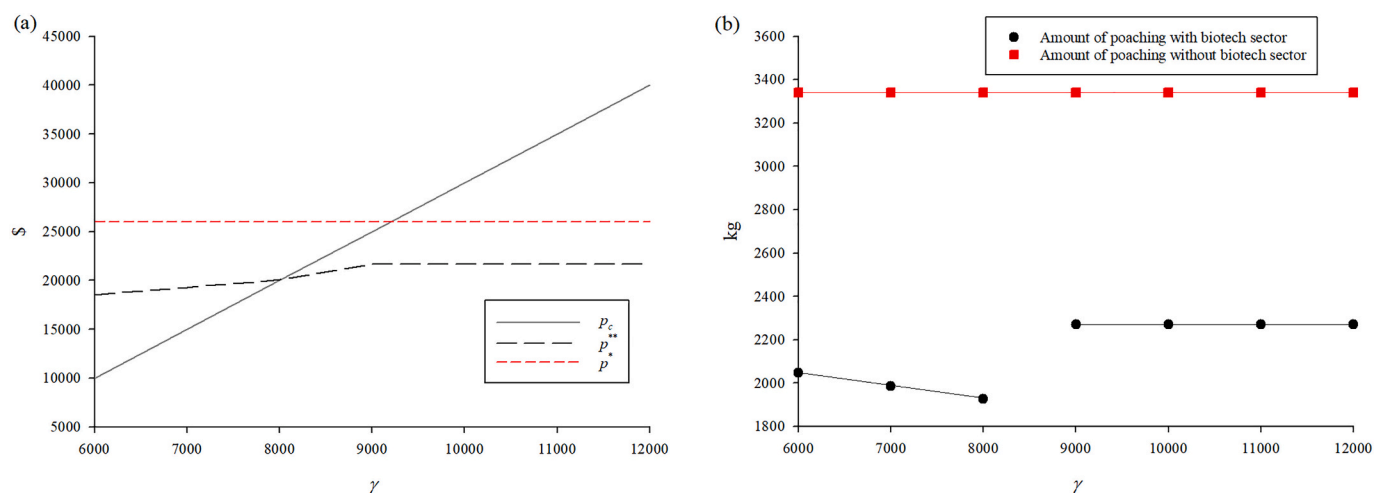 (a)
45000
40000
35000
30000
25000
20000
15000
10000
5000
$
6000 7000 8000 9000 10000 11000 12000
γ
p_c
p**
p*
(b)
3600
3400
3200
3000
2800
2600
2400
2200
2000
1800
kg
6000 7000 8000 9000 10000 11000 12000
γ
Amount of poaching with biotech sector
Amount of poaching without biotech sector